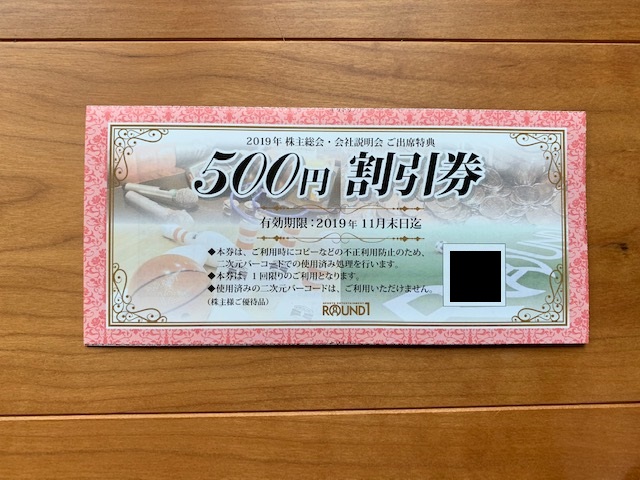 2019年 株主総会・会社説明会 ご出席特典
500円 割引券
有効期限：2019年 11月末日迄
◆本券は、ご利用時にコピーなどの不正利用防止のため、
二次元バーコードでの使用済み処理を行います。
◆本券は、1回限りのご利用となります。
◆使用済みの二次元バーコードは、ご利用いただけません。
(株主様ご優待品)
ROUND1